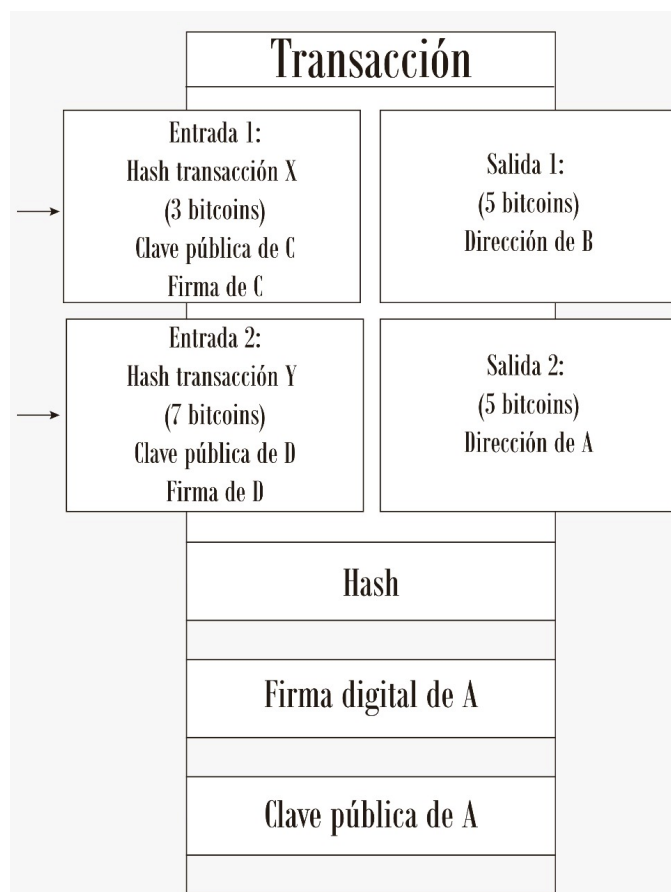 Transacción
Entrada 1:
Hash transacción X
(3 bitcoins)
Clave pública de C
Firma de C
Salida 1:
(5 bitcoins)
Dirección de B
Entrada 2:
Hash transacción Y
(7 bitcoins)
Clave pública de D
Firma de D
Salida 2:
(5 bitcoins)
Dirección de A
Hash
Firma digital de A
Clave pública de A